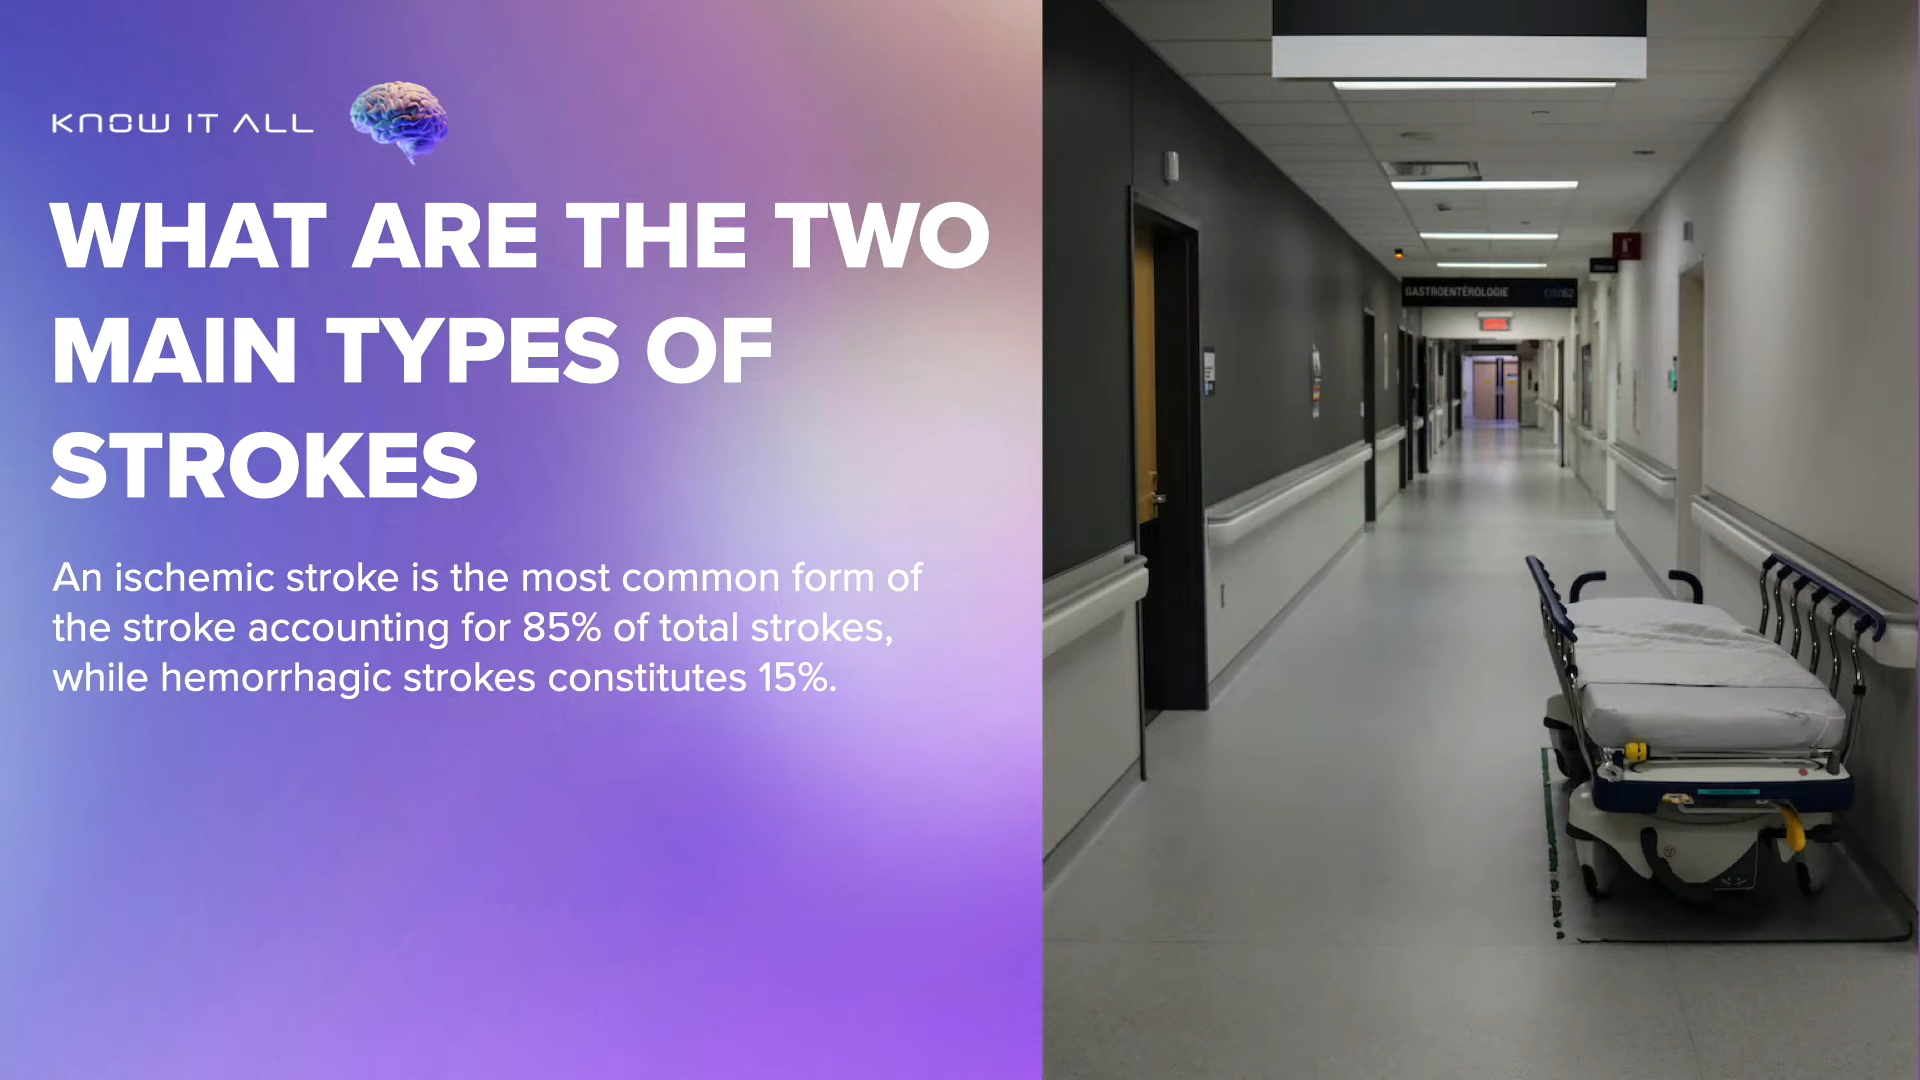 KNOW IT ALL
WHAT ARE THE TWO
MAIN TYPES OF
STROKES
An ischemic stroke is the most common form of
the stroke accounting for 85% of total strokes,
while hemorrhagic strokes constitutes 15%.
GASTROENTÉROLOGIE